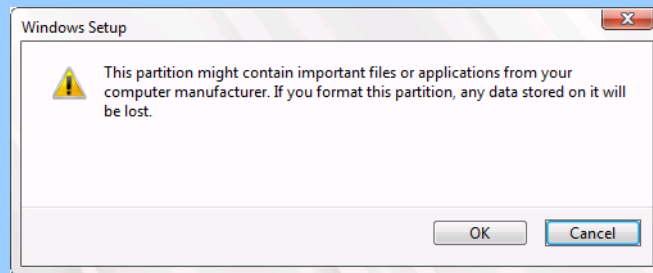 Windows Setup
This partition might contain important files or applications from your
computer manufacturer. If you format this partition, any data stored on it will
be lost.
OK
Cancel